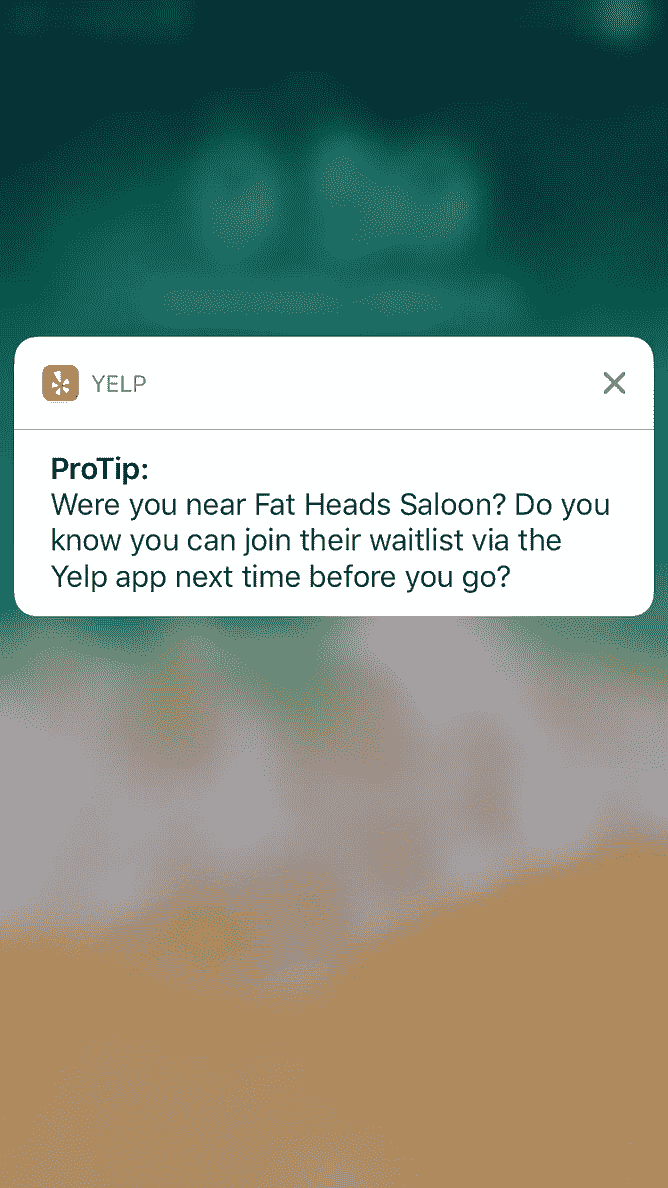 YELP
ProTip:
Were you near Fat Heads Saloon? Do you
know you can join their waitlist via the
Yelp app next time before you go?